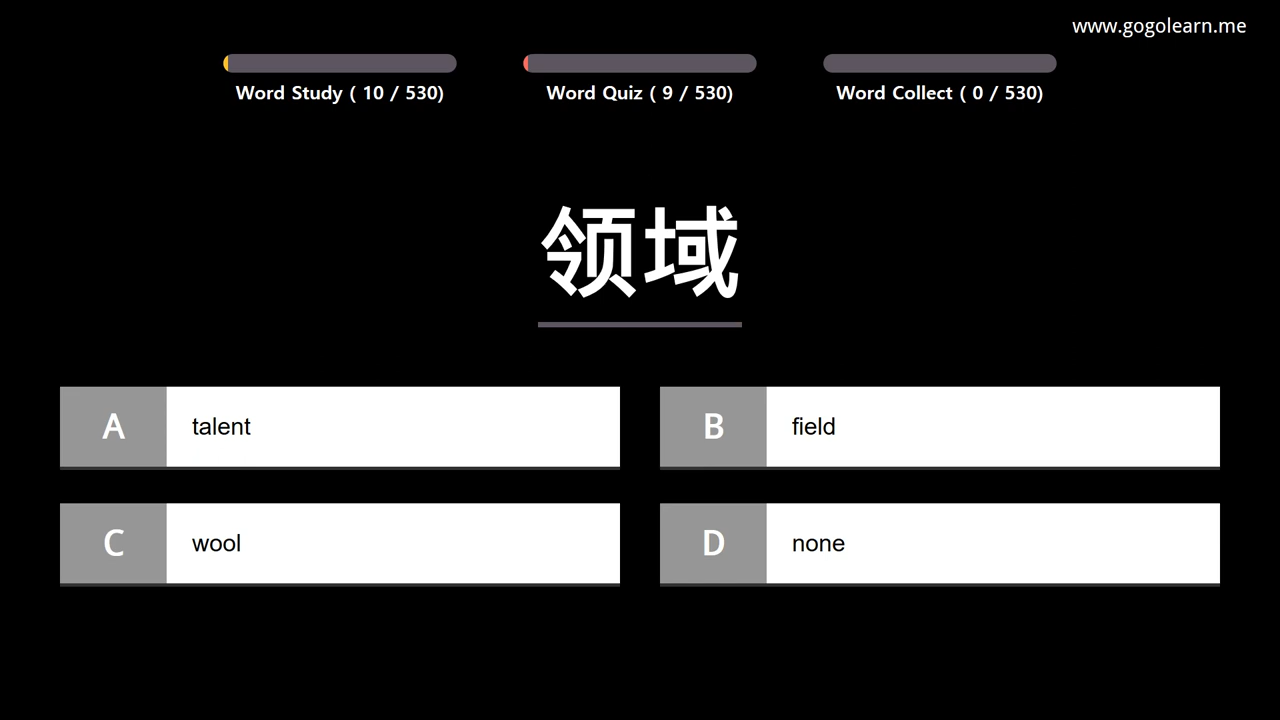 www.gogolearn.me
Word Study ( 10 / 530)
Word Quiz ( 9 / 530)
Word Collect ( 0 / 530)
领域
A talent
B field
C wool
D none